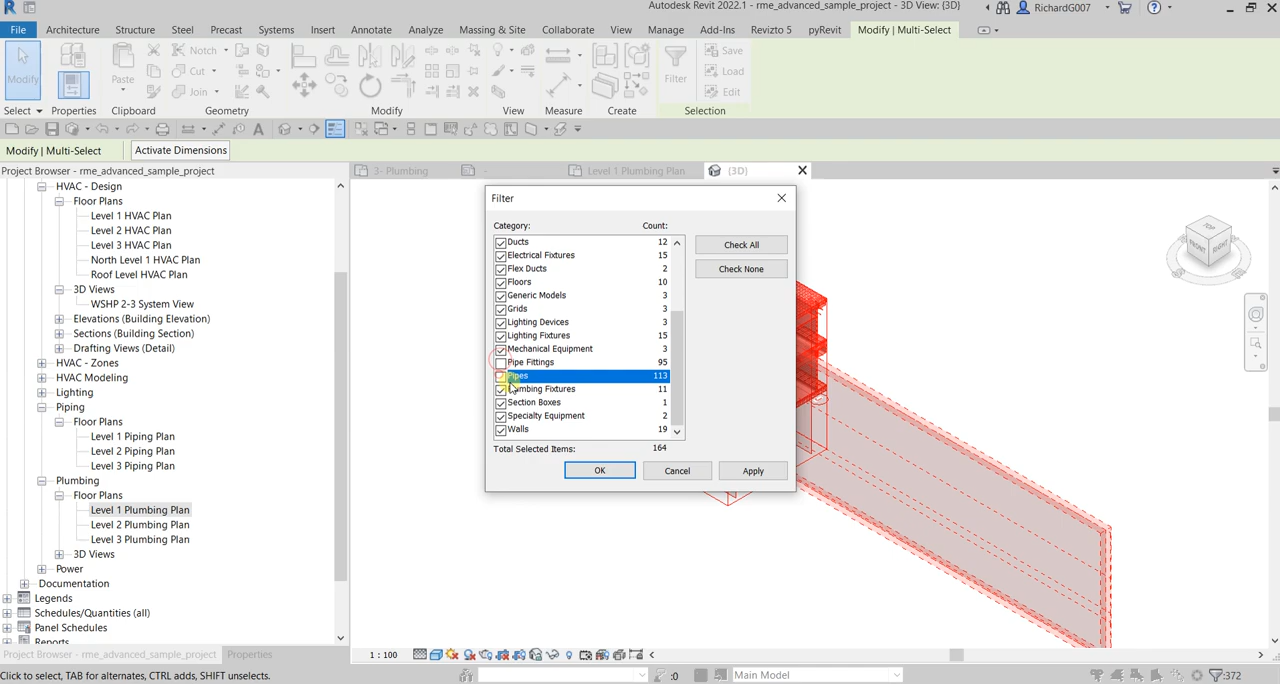 Autodesk Revit 2022.1 - rme_advanced_sample_project - 3D View: {3D}
RichardG007
File Architecture Structure Steel Precast Systems Insert Annotate Analyze Massing & Site Collaborate View Manage Add-Ins Revizto 5 pyRevit Modify | Multi-Select
Notch Save
Cut Load
Modify Paste Join Filter Edit
Select Properties Clipboard Geometry Modify View Measure Create Selection
Modify | Multi-Select Activate Dimensions
Project Browser - rme_advanced_sample_project
3- Plumbing - Level 1 Plumbing Plan {3D}
HVAC - Design
Floor Plans
Level 1 HVAC Plan
Level 2 HVAC Plan
Level 3 HVAC Plan
North Level 1 HVAC Plan
Roof Level HVAC Plan
3D Views
WSHP 2-3 System View
Elevations (Building Elevation)
Sections (Building Section)
Drafting Views (Detail)
HVAC - Zones
HVAC Modeling
Lighting
Piping
Floor Plans
Level 1 Piping Plan
Level 2 Piping Plan
Level 3 Piping Plan
Plumbing
Floor Plans
Level 1 Plumbing Plan
Level 2 Plumbing Plan
Level 3 Plumbing Plan
3D Views
Power
Documentation
Legends
Schedules/Quantities (all)
Panel Schedules
Reports
Project Browser - rme_advanced_sample_project Properties
Filter
Category: Count:
Ducts 12
Electrical Fixtures 15
Flex Ducts 2
Floors 10
Generic Models 3
Grids 3
Lighting Devices 3
Lighting Fixtures 15
Mechanical Equipment 3
Pipe Fittings 95
Pipes 113
Plumbing Fixtures 11
Section Boxes 1
Specialty Equipment 2
Walls 19
Check All
Check None
Total Selected Items: 164
OK Cancel Apply
TOP
FRONT RIGHT
1 : 100
Click to select, TAB for alternates, CTRL adds, SHIFT unselects.
:0 Main Model :372